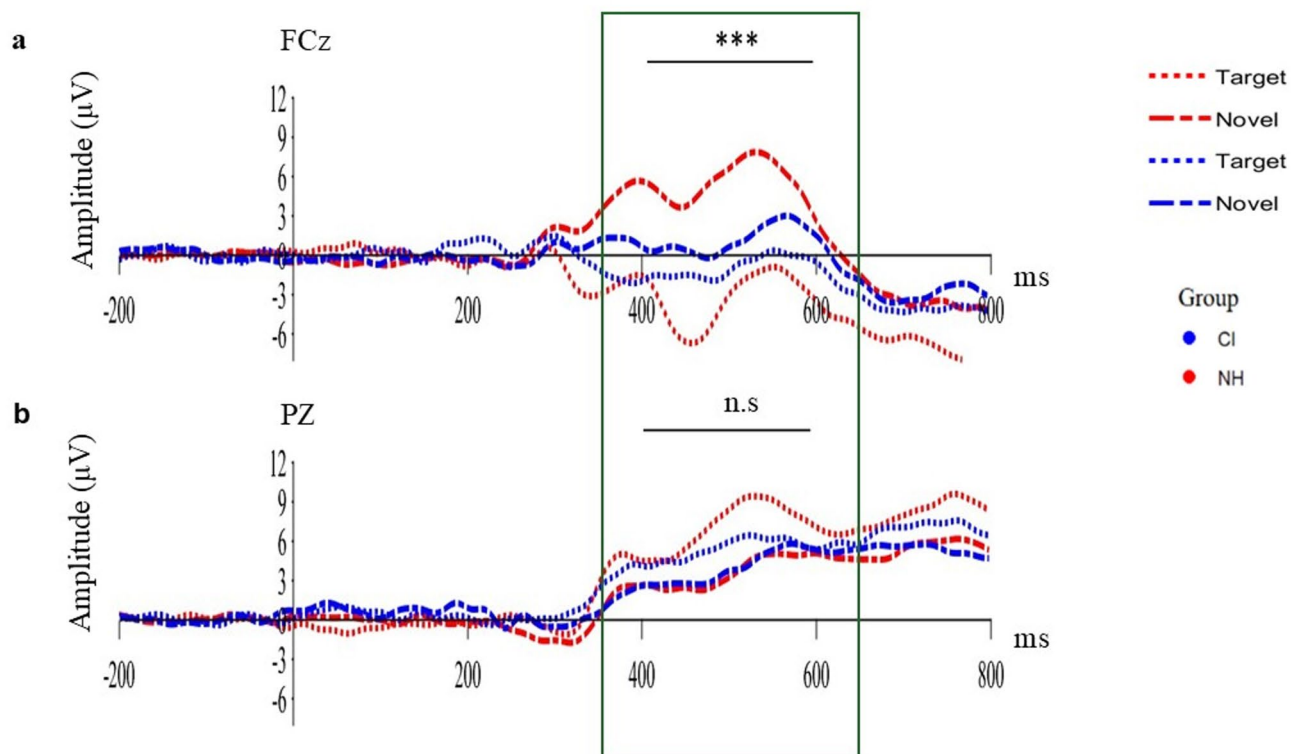 a
FCz
***
Amplitude (µV)
12
9
6
3
0
-3
-6
-200
200
400
600
800
ms
Target
Novel
Target
Novel
Group
CI
NH
b
PZ
n.s
Amplitude (µV)
12
9
6
3
0
-3
-6
-200
200
400
600
800
ms